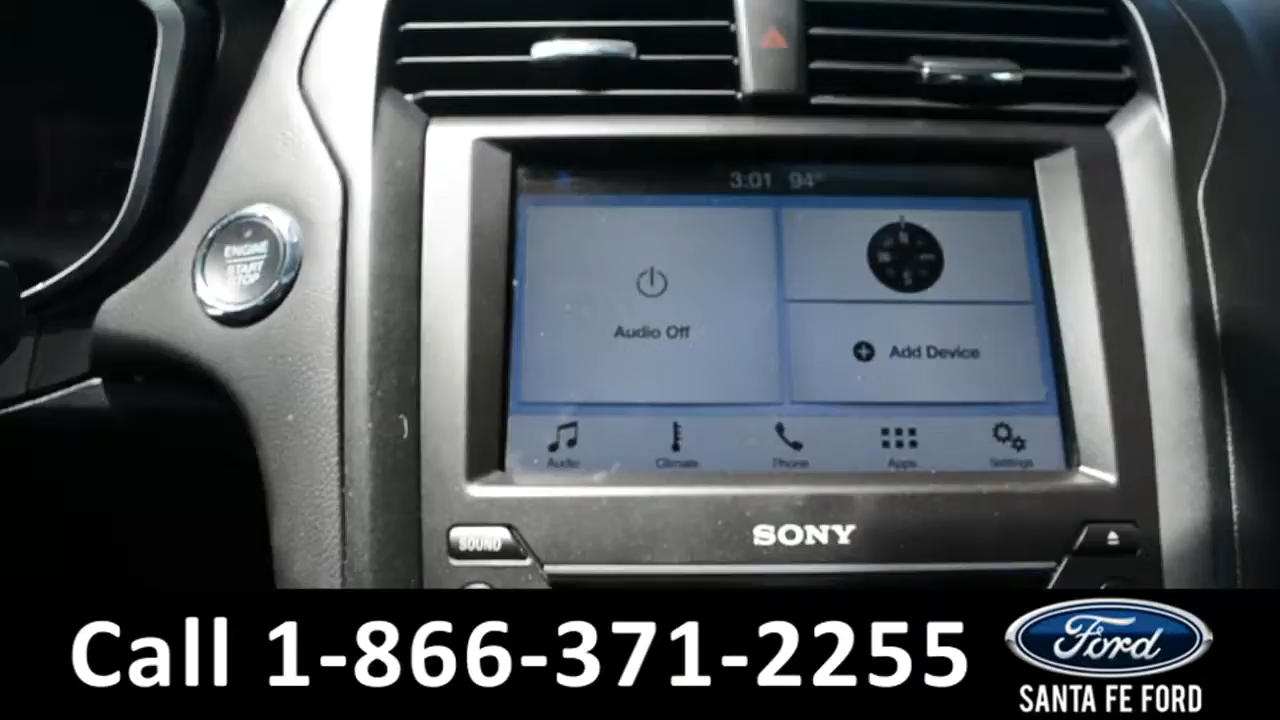 3:01 94°
ENGINE
START
STOP
Audio Off
N
S
Add Device
Audio Climate Phone Apps Settings
SOUND
SONY
Call 1-866-371-2255
Ford
SANTA FE FORD